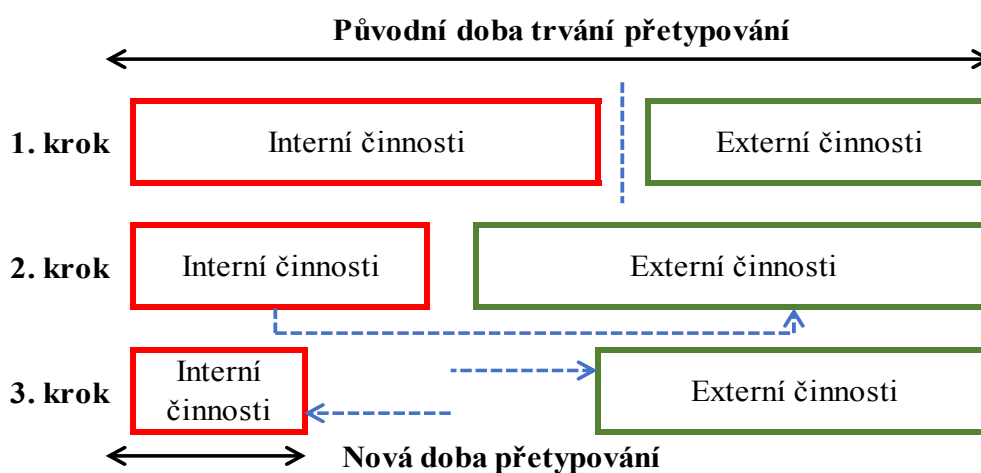 Původní doba trvání přetypování
1. krok
Interní činnosti
Externí činnosti
2. krok
Interní činnosti
Externí činnosti
3. krok
Interní
činnosti
Externí činnosti
Nová doba přetypování